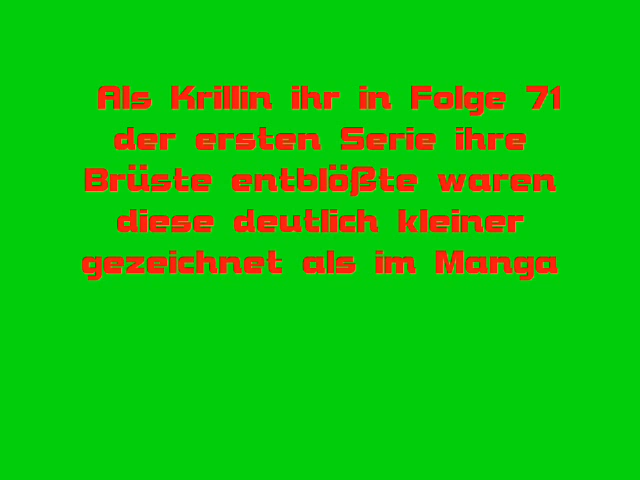 Als Krillin ihr in Folge 71
der ersten Serie ihre
Brüste entblößte waren
diese deutlich kleiner
gezeichnet als im Manga